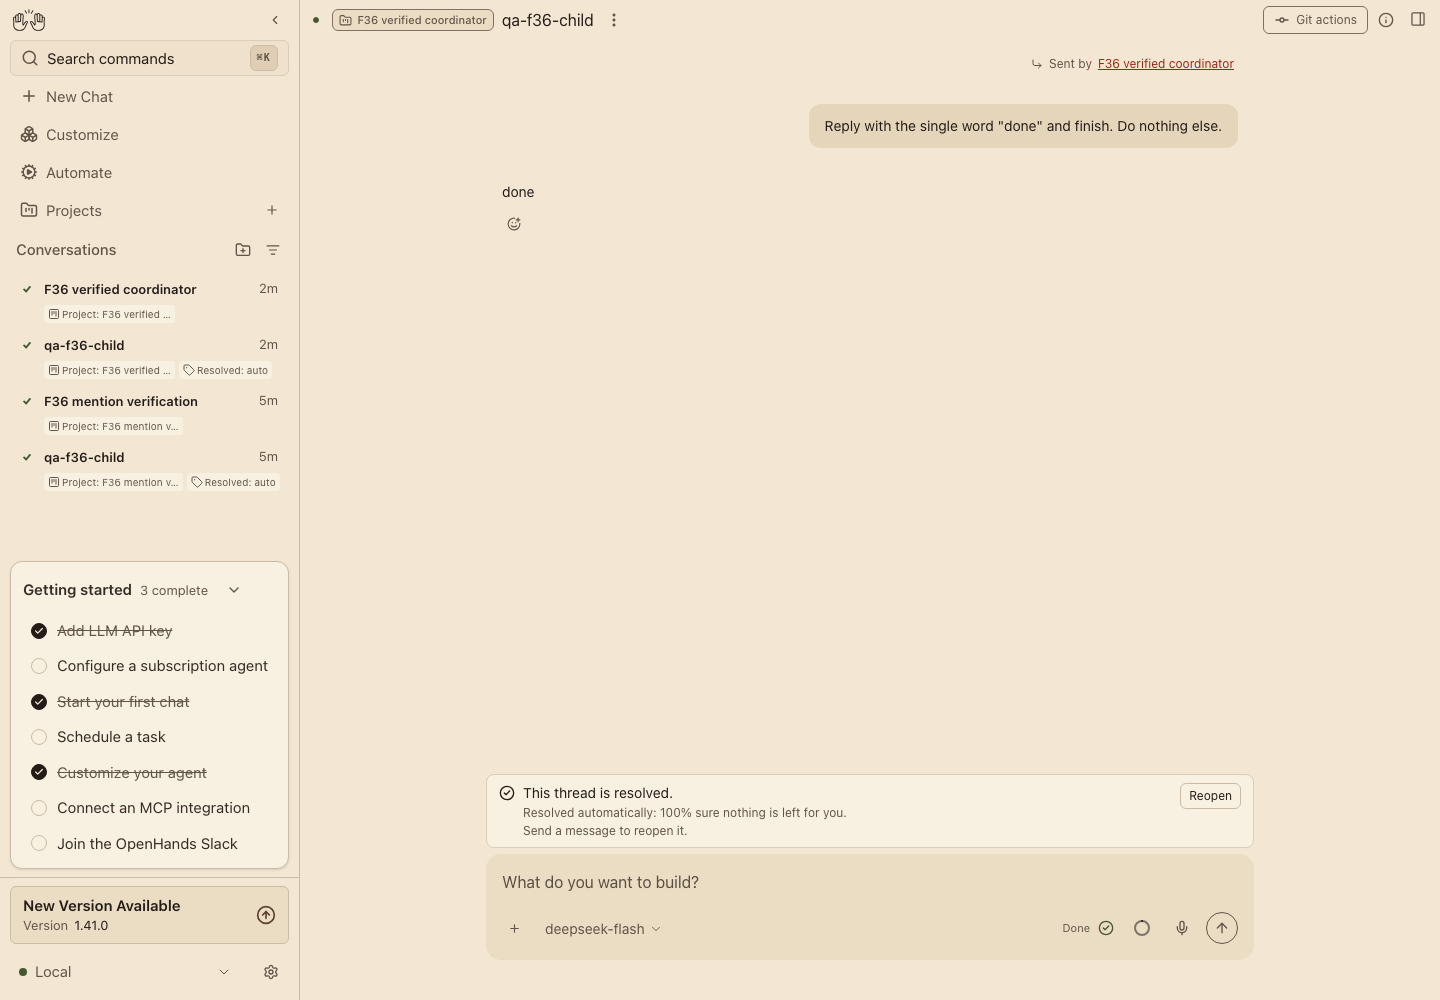 Search commands
⌘K
New Chat
Customize
Automate
Projects
Conversations
F36 verified coordinator 2m
Project: F36 verified ...
qa-f36-child 2m
Project: F36 verified ... Resolved: auto
F36 mention verification 5m
Project: F36 mention v...
qa-f36-child 5m
Project: F36 mention v... Resolved: auto
Getting started 3 complete
Add LLM API key
Configure a subscription agent
Start your first chat
Schedule a task
Customize your agent
Connect an MCP integration
Join the OpenHands Slack
New Version Available
Version 1.41.0
Local
F36 verified coordinator qa-f36-child
Git actions
Sent by F36 verified coordinator
Reply with the single word "done" and finish. Do nothing else.
done
This thread is resolved.
Resolved automatically: 100% sure nothing is left for you.
Send a message to reopen it.
Reopen
What do you want to build?
deepseek-flash
Done